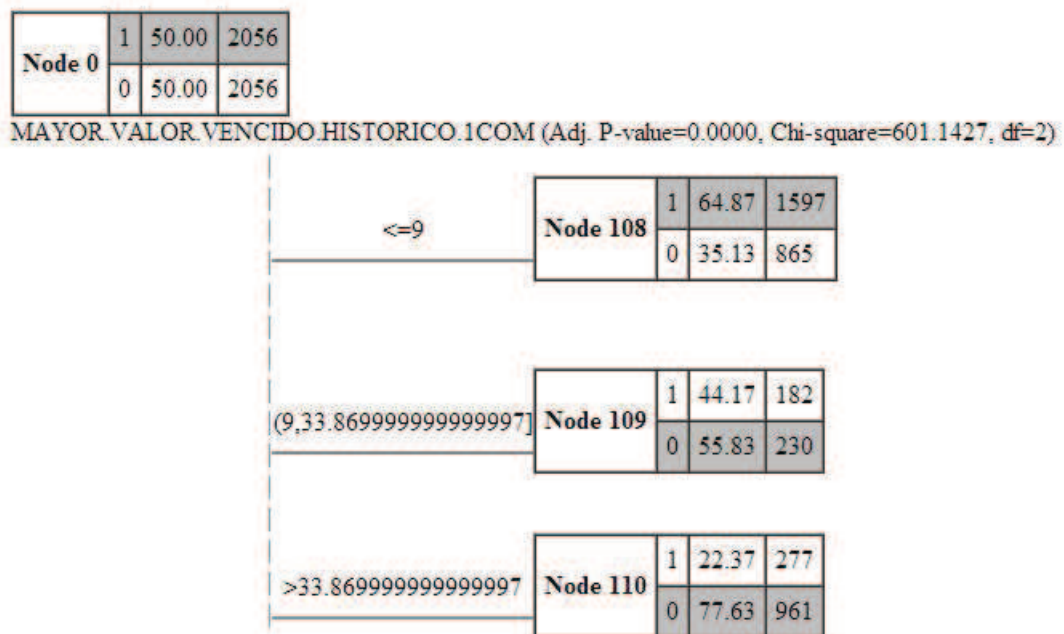 Node 0 1 50.00 2056
0 50.00 2056
MAYOR.VALOR.VENCIDO.HISTORICO.1COM (Adj. P-value=0.0000, Chi-square=601.1427, df=2)
<=9 Node 108 1 64.87 1597
0 35.13 865
(9,33.869999999999997] Node 109 1 44.17 182
0 55.83 230
>33.869999999999997 Node 110 1 22.37 277
0 77.63 961